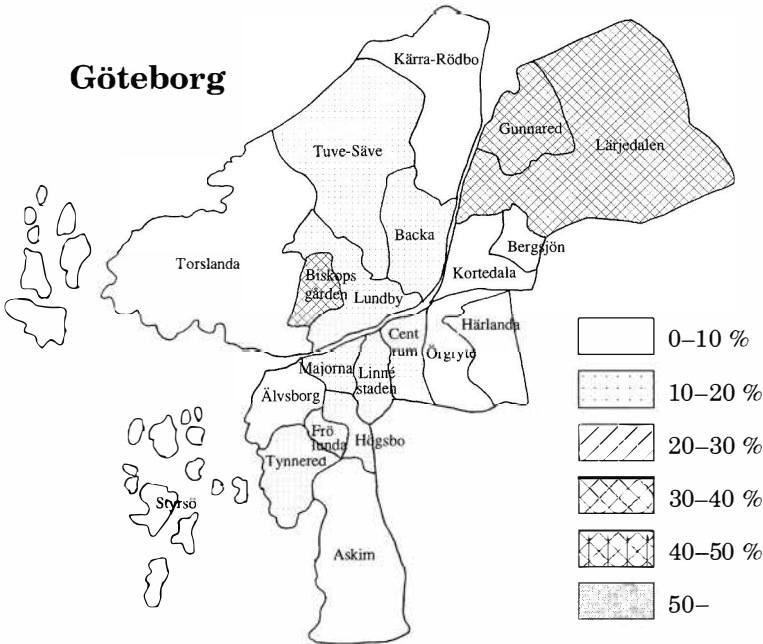 Göteborg
Kärra-Rödbo
Gunnared
Lärjedalen
Tuve-Säve
Backa
Bergsjön
Torslanda
Kortedala
Biskops
gården
Lundby
Härlanda
Cent
rum
Örgryte
Majorna
Linné
staden
Älvsborg
Frö
lunda
Högsbo
Tynnered
Styrsö
Askim
0–10 %
10–20 %
20–30 %
30–40 %
40–50 %
50–